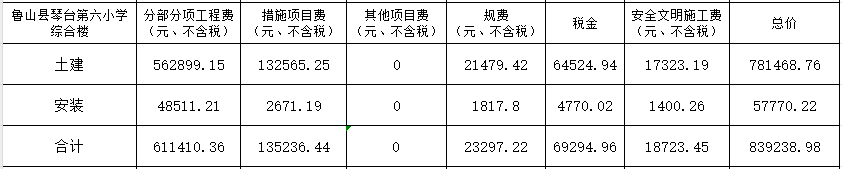 鲁山县琴台第六小学综合楼 分部分项工程费（元、不含税） 措施项目费（元、不含税） 其他项目费（元、不含税） 规费（元、不含税） 税金 安全文明施工费（元、不含税） 总价
土建 562899.15 132565.25 0 21479.42 64524.94 17323.19 781468.76
安装 48511.21 2671.19 0 1817.8 4770.02 1400.26 57770.22
合计 611410.36 135236.44 0 23297.22 69294.96 18723.45 839238.98